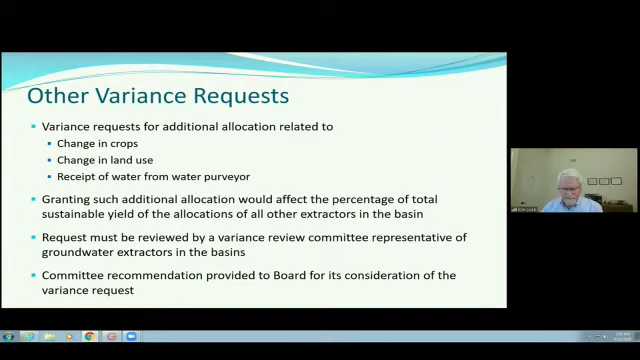 Other Variance Requests
Variance requests for additional allocation related to
Change in crops
Change in land use
Receipt of water from water purveyor
Granting such additional allocation would affect the percentage of total
sustainable yield of the allocations of all other extractors in the basin
Request must be reviewed by a variance review committee representative of
groundwater extractors in the basins
Committee recommendation provided to Board for its consideration of the
variance request